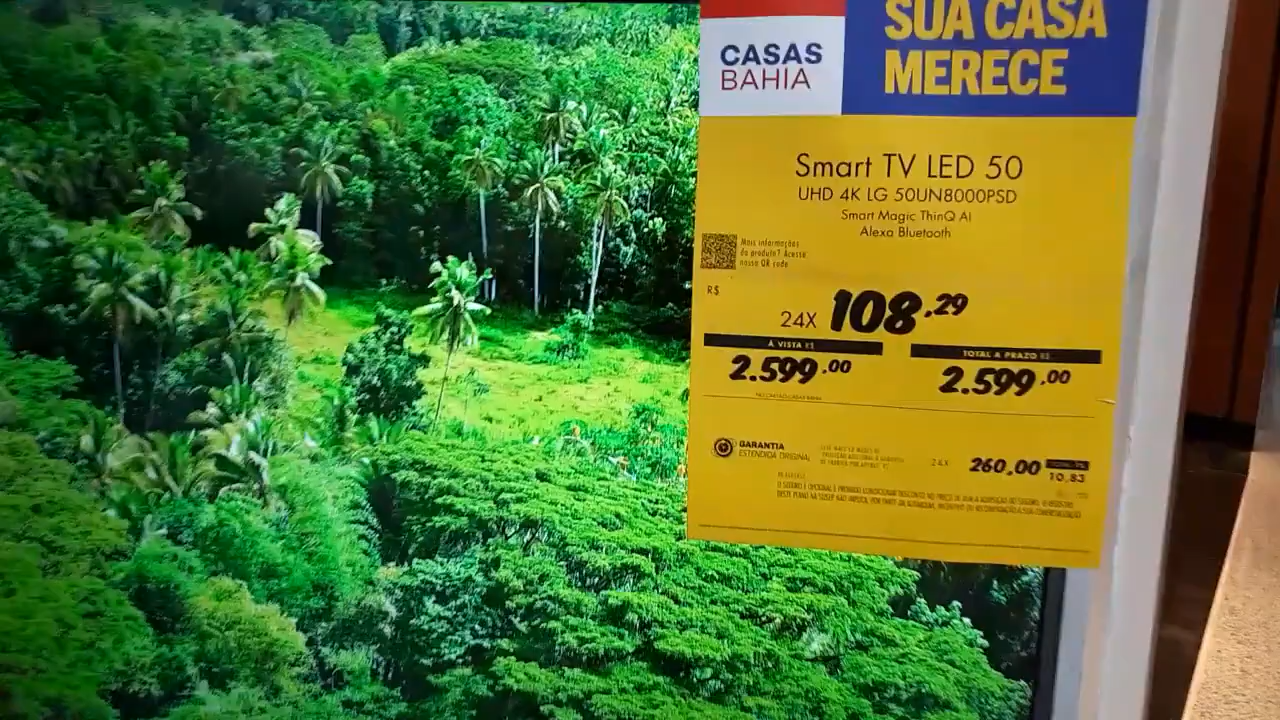 SUA CASA
MERECE
CASAS
BAHIA
Smart TV LED 50
UHD 4K LG 50UN8000PSD
Smart Magic ThinQ AI
Alexa Bluetooth
Mais informações
do produto? Acesse
nosso QR code
R$
24X 108,29
À VISTA R$
2.599,00
TOTAL A PRAZO R$
2.599,00
GARANTIA
ESTENDIDA ORIGINAL
24X 260,00
10,83